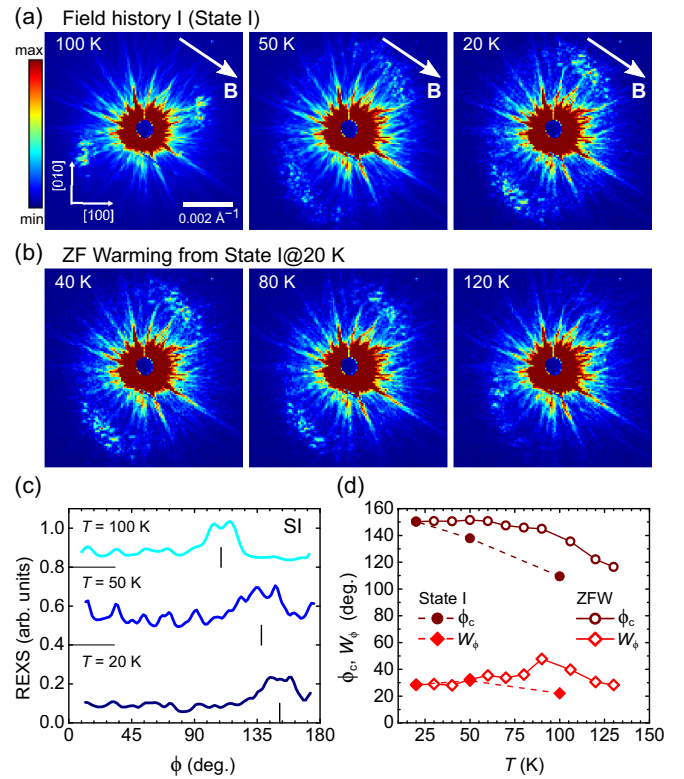 (a) Field history I (State I)
max
min
100 K
B
[010]
[100]
0.002 Å⁻¹
50 K
B
20 K
B
(b) ZF Warming from State I@20 K
40 K
80 K
120 K
(c)
SI
T = 100 K
T = 50 K
T = 20 K
1.0
0.8
0.6
0.4
0.2
0.0
REXS (arb. units)
0 45 90 135 180
ϕ (deg.)
(d)
160
140
120
100
80
60
40
20
0
ϕc, Wϕ (deg.)
State I ZFW
ϕc ϕc
Wϕ Wϕ
25 50 75 100 125 150
T (K)